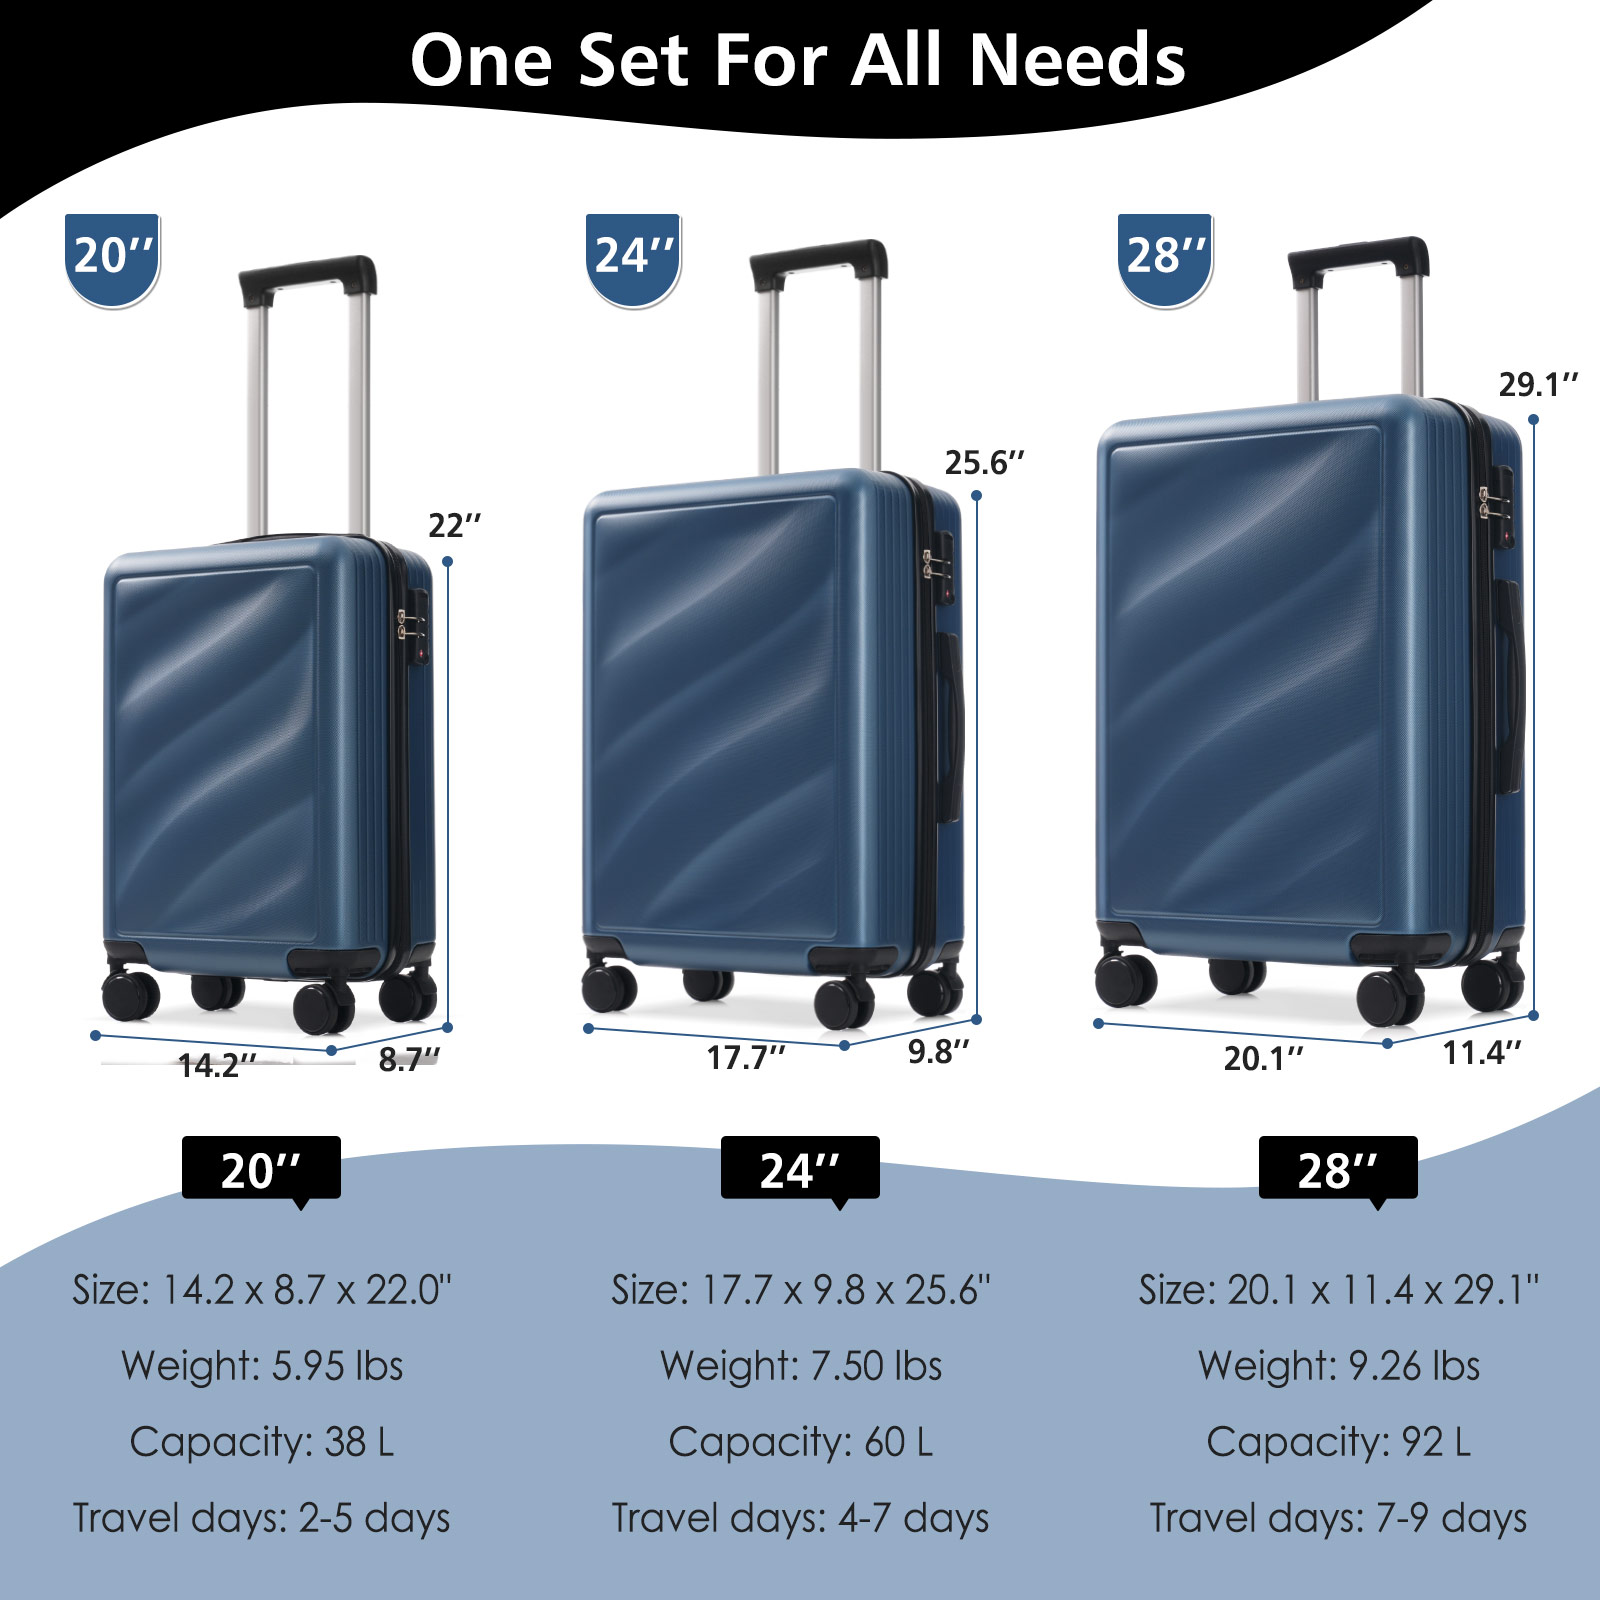 One Set For All Needs
20’’
24’’
28’’
22’’
25.6’’
29.1’’
14.2’’
8.7’’
17.7’’
9.8’’
20.1’’
11.4’’
20’’
24’’
28’’
Size: 14.2 x 8.7 x 22.0"
Weight: 5.95 lbs
Capacity: 38 L
Travel days: 2-5 days
Size: 17.7 x 9.8 x 25.6"
Weight: 7.50 lbs
Capacity: 60 L
Travel days: 4-7 days
Size: 20.1 x 11.4 x 29.1"
Weight: 9.26 lbs
Capacity: 92 L
Travel days: 7-9 days